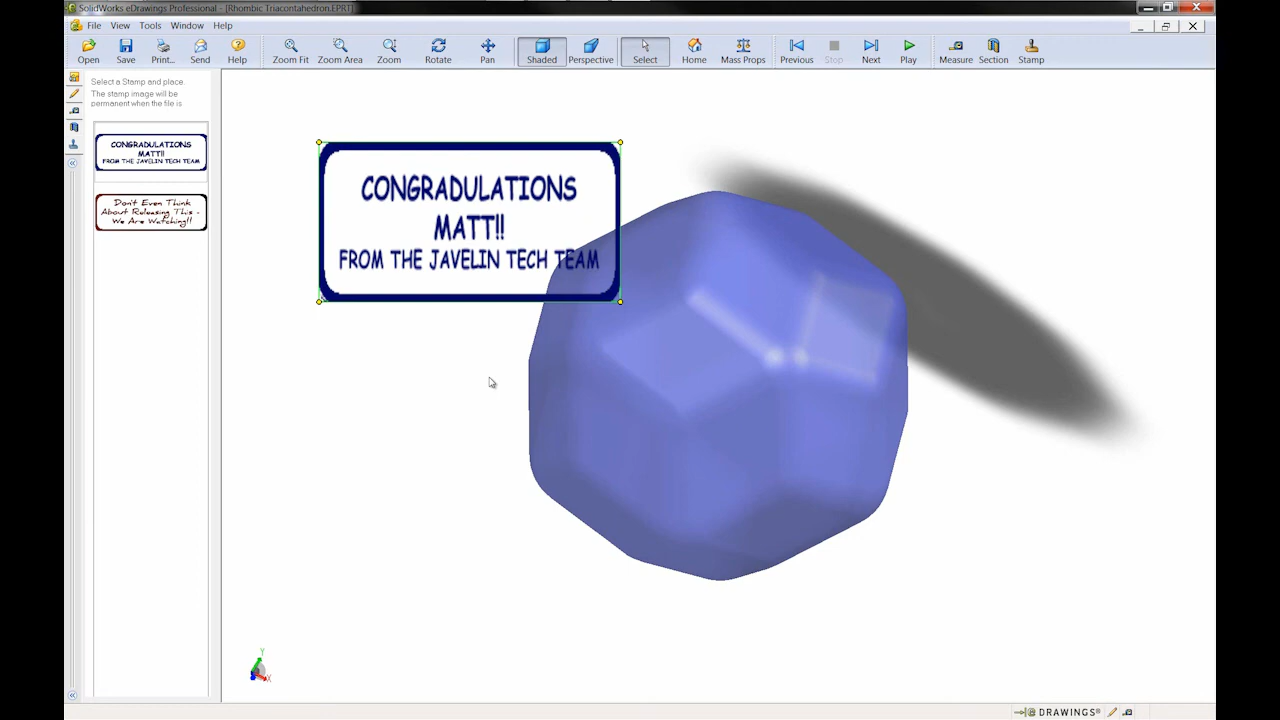 SolidWorks eDrawings Professional - [Rhombic Triacontahedron.EPRT]
File View Tools Window Help
Open Save Print... Send Help Zoom Fit Zoom Area Zoom Rotate Pan Shaded Perspective Select Home Mass Props Previous Stop Next Play Measure Section Stamp
Select a Stamp and place.
The stamp image will be
permanent when the file is
CONGRADULATIONS
MATT!!
FROM THE JAVELIN TECH TEAM
Don't Even Think
About Releasing This -
We Are Watching!!
CONGRADULATIONS
MATT!!
FROM THE JAVELIN TECH TEAM
Y
X
DRAWINGS®